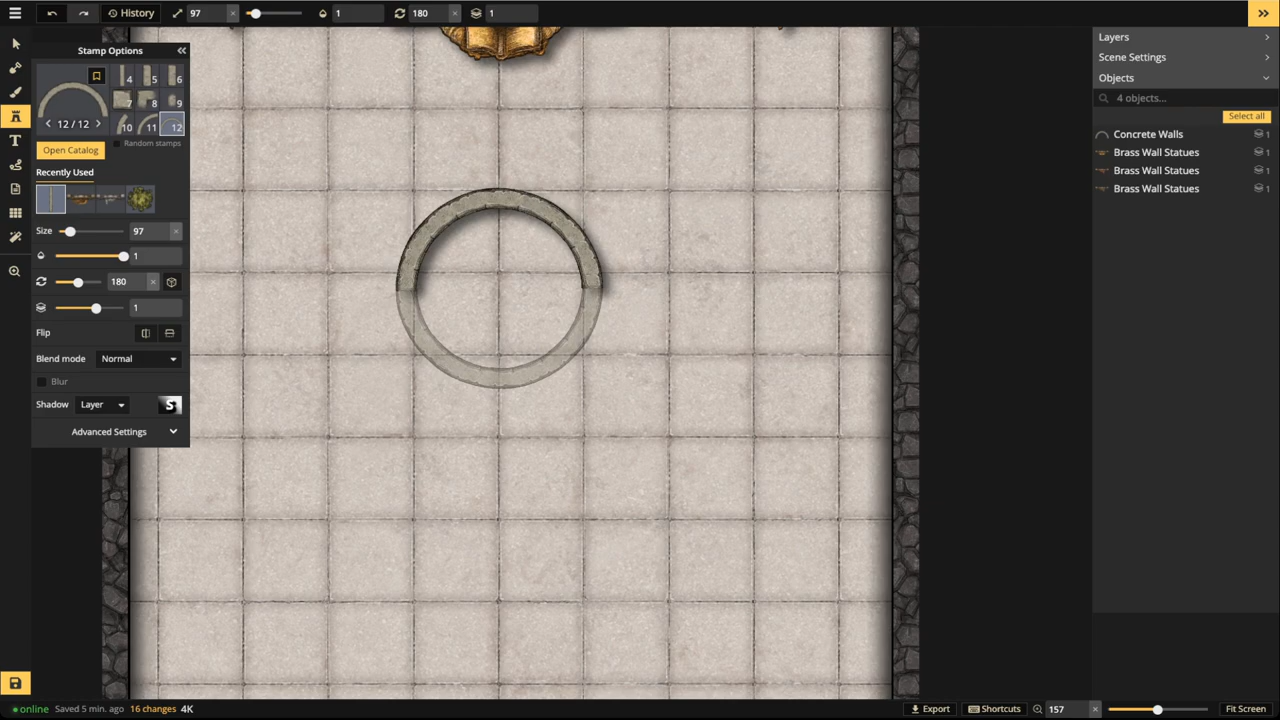 History 97 × 1 180 × 1
Stamp Options
4 5 6
7 8 9
12 / 12 10 11 12
Open Catalog Random stamps
Recently Used
Size 97 ×
1
180 ×
1
Flip
Blend mode Normal
Blur
Shadow Layer S
Advanced Settings
Layers
Scene Settings
Objects
4 objects...
Select all
Concrete Walls 1
Brass Wall Statues 1
Brass Wall Statues 1
Brass Wall Statues 1
online Saved 5 min. ago 16 changes 4K Export Shortcuts 157 × Fit Screen